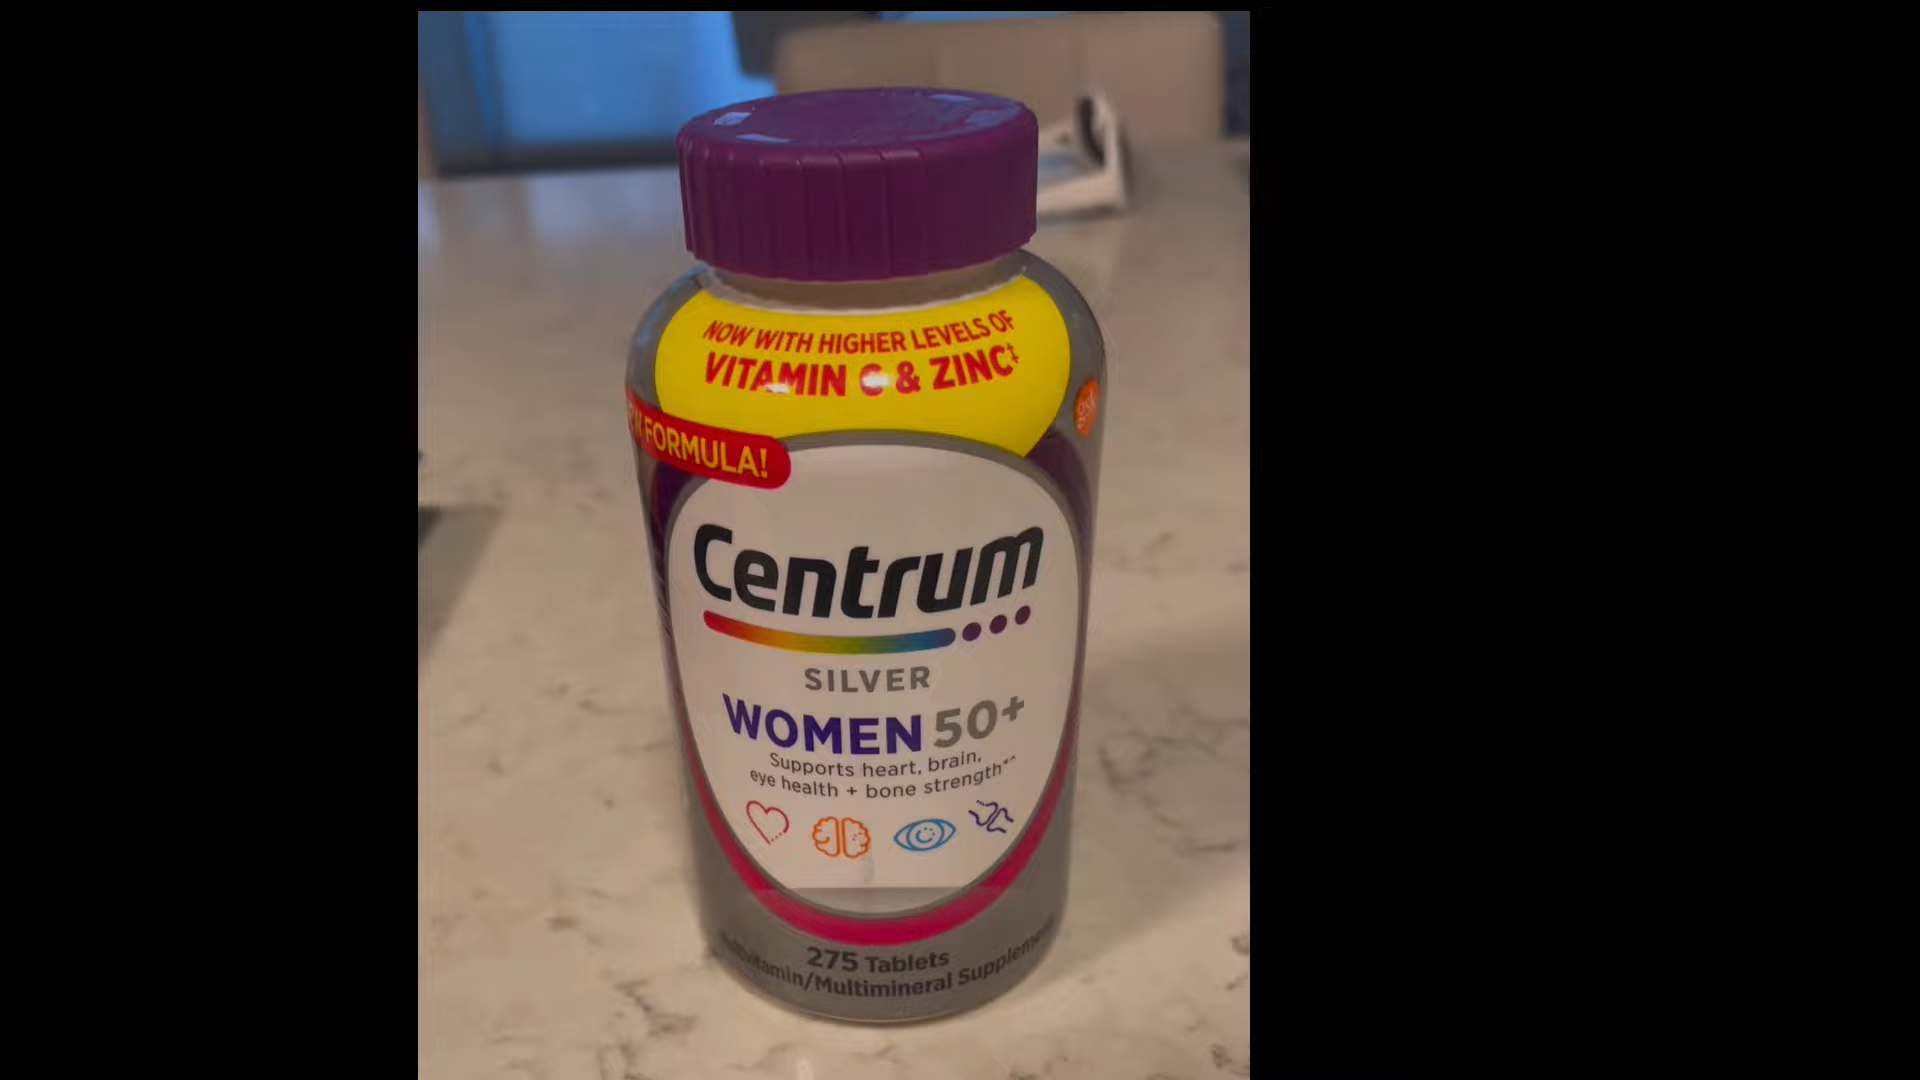 NOW WITH HIGHER LEVELS OF
VITAMIN C & ZINC‡
gsk
FORMULA!
Centrum
SILVER
WOMEN 50+
Supports heart, brain,
eye health + bone strength*^
275 Tablets
/Multimineral